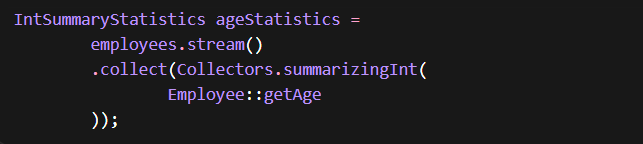 IntSummaryStatistics ageStatistics =
employees.stream()
.collect(Collectors.summarizingInt(
Employee::getAge
));